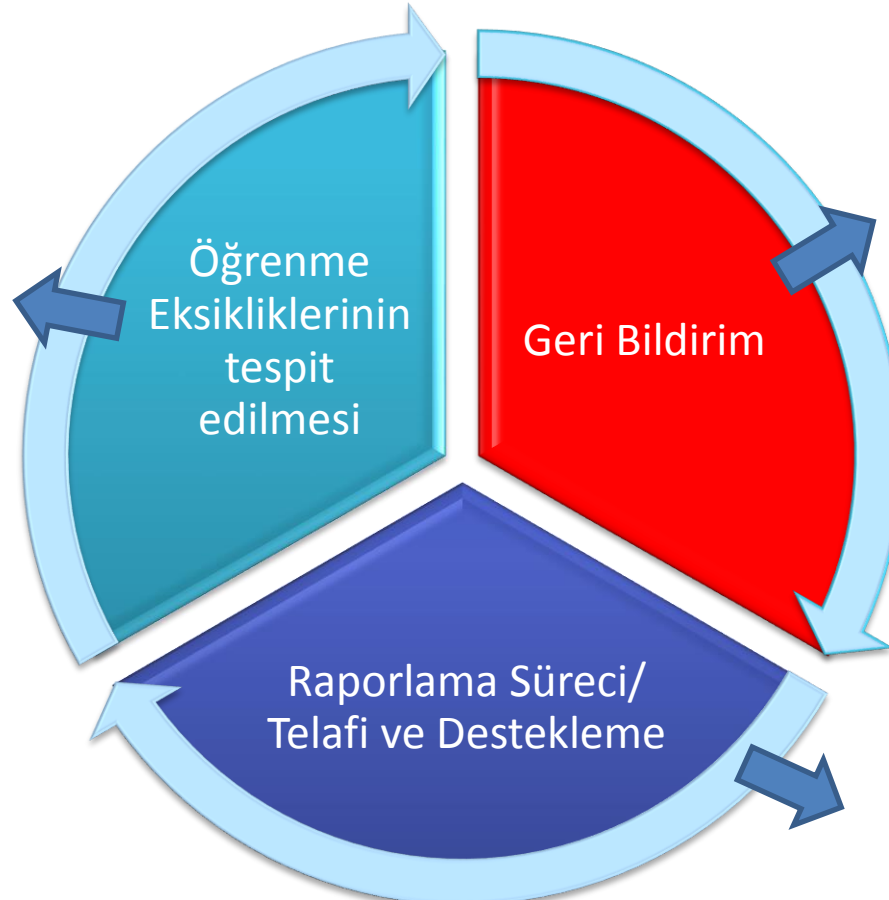 Öğrenme
Eksikliklerinin
tespit
edilmesi
Geri Bildirim
Raporlama Süreci/
Telafi ve Destekleme